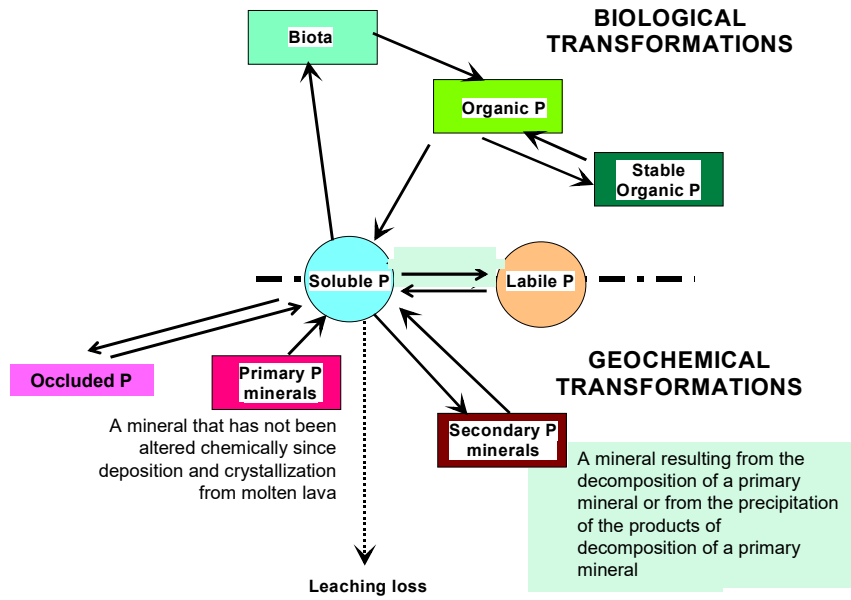 BIOLOGICAL
TRANSFORMATIONS
Biota
Organic P
Stable
Organic P
Soluble P
Labile P
Occluded P
Primary P
minerals
A mineral that has not been
altered chemically since
deposition and crystallization
from molten lava
GEOCHEMICAL
TRANSFORMATIONS
Secondary P
minerals
A mineral resulting from the
decomposition of a primary
mineral or from the precipitation
of the products of
decomposition of a primary
mineral
Leaching loss